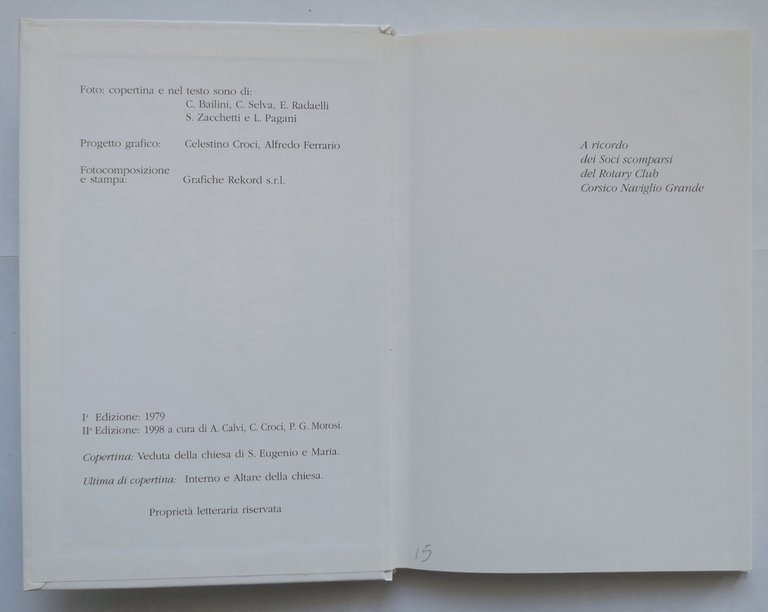 Foto: copertina e nel testo sono di:
C. Bailini, C. Selva, E. Radaelli
S. Zacchetti e L. Pagani
Progetto grafico: Celestino Croci, Alfredo Ferrario
Fotocomposizione
e stampa: Grafiche Rekord s.r.l.
Iª Edizione: 1979
IIª Edizione: 1998 a cura di A. Calvi, C. Croci, P. G. Morosi.
Copertina: Veduta della chiesa di S. Eugenio e Maria.
Ultima di copertina: Interno e Altare della chiesa.
Proprietà letteraria riservata
A ricordo
dei Soci scomparsi
del Rotary Club
Corsico Naviglio Grande
15